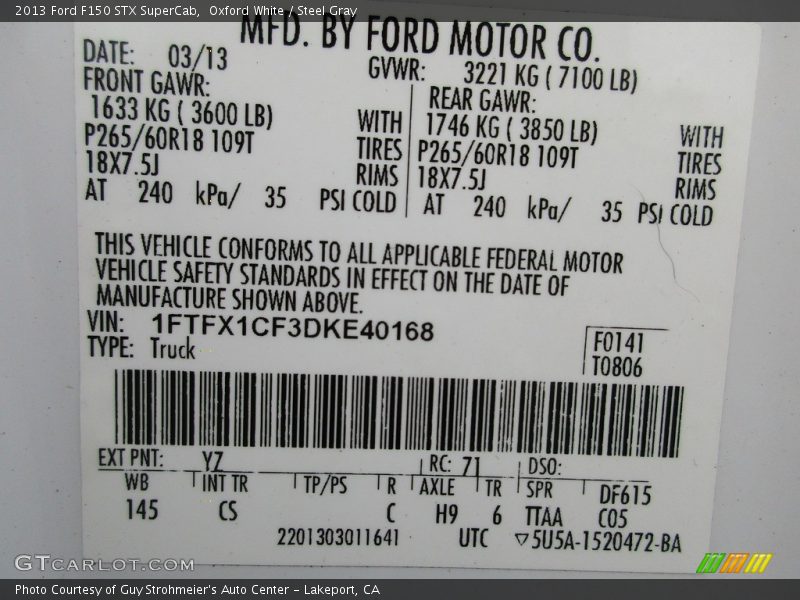 2013 Ford F150 STX SuperCab,  Oxford White / Steel Gray
MFD. BY FORD MOTOR CO.
DATE: 03/13
GVWR: 3221 KG ( 7100 LB)
FRONT GAWR:
1633 KG ( 3600 LB)
P265/60R18 109T
18X7.5J
WITH
TIRES
RIMS
AT 240 kPa/ 35 PSI COLD
REAR GAWR:
1746 KG ( 3850 LB)
P265/60R18 109T
18X7.5J
WITH
TIRES
RIMS
AT 240 kPa/ 35 PSI COLD
THIS VEHICLE CONFORMS TO ALL APPLICABLE FEDERAL MOTOR
VEHICLE SAFETY STANDARDS IN EFFECT ON THE DATE OF
MANUFACTURE SHOWN ABOVE.
VIN: 1FTFX1CF3DKE40168
TYPE: Truck
F0141
T0806
EXT PNT: YZ RC: 71 DSO:
WB INT TR TP/PS R AXLE TR SPR DF615
145 CS C H9 6 TTAA C05
2201303011641 UTC ▽5U5A-1520472-BA
GTCARLOT.COM
Photo Courtesy of Guy Strohmeier's Auto Center – Lakeport, CA